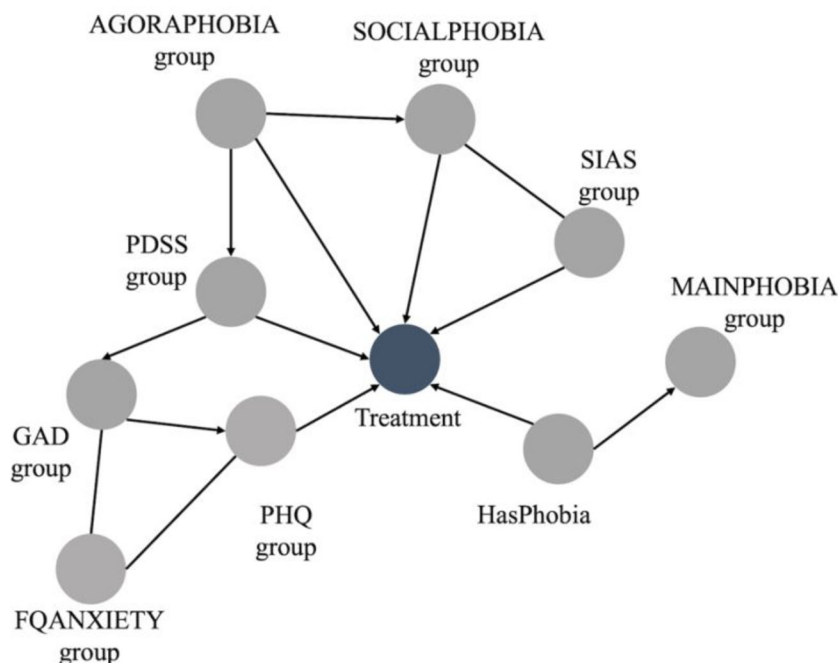 AGORAPHOBIA
group
SOCIALPHOBIA
group
SIAS
group
PDSS
group
MAINPHOBIA
group
Treatment
GAD
group
PHQ
group
HasPhobia
FQANXIETY
group